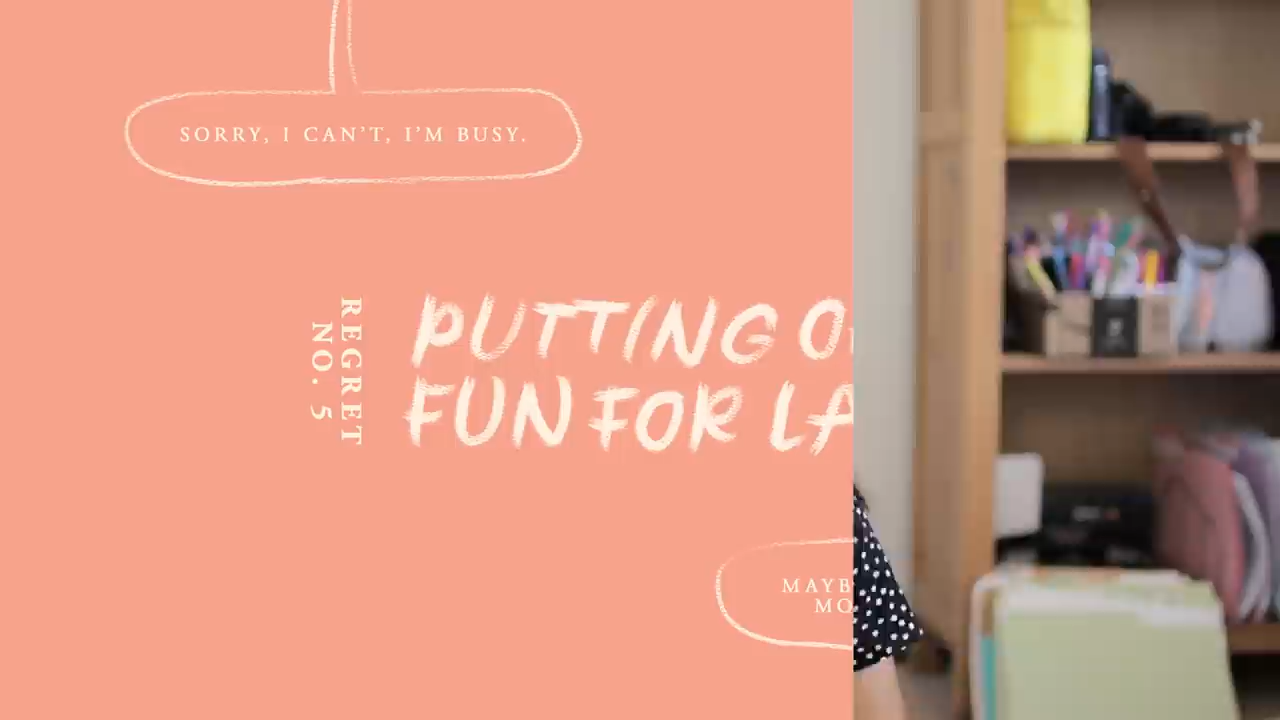 SORRY, I CAN'T, I'M BUSY.
REGRET
NO. 5
PUTTING
FUN FOR